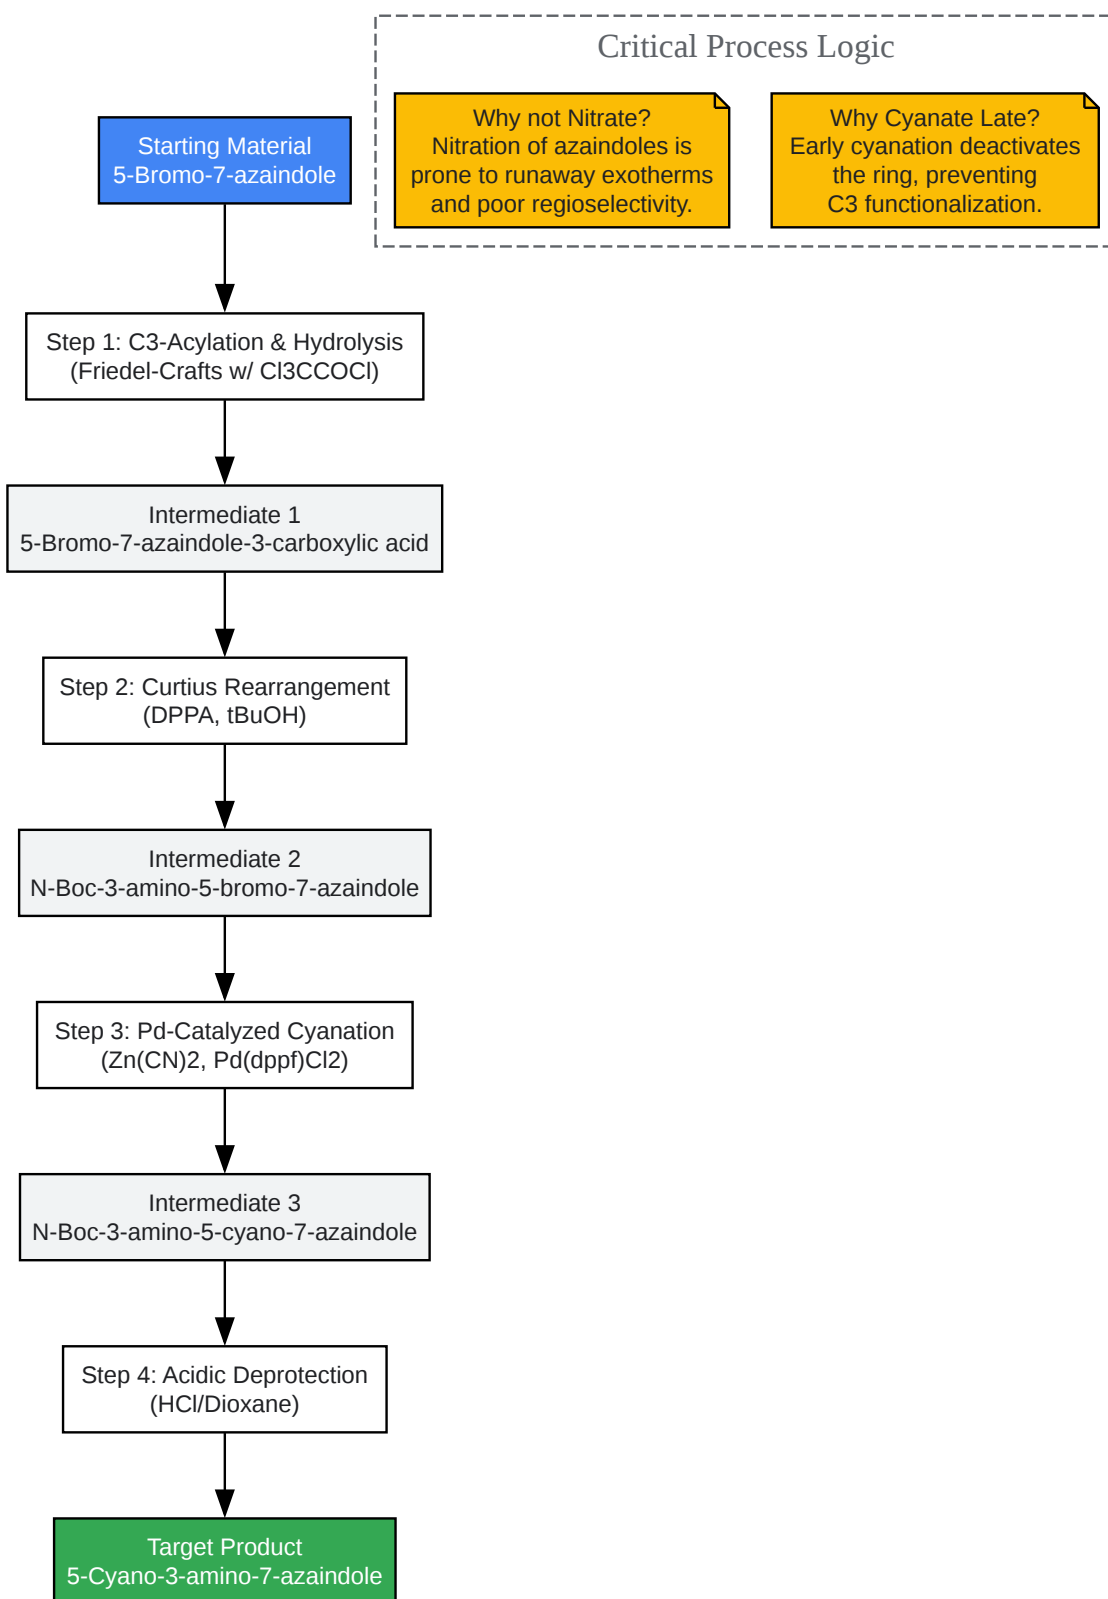 Critical Process Logic
Why not Nitrate?
Nitration of azaindoles is
prone to runaway exotherms
and poor regioselectivity.
Why Cyanate Late?
Early cyanation deactivates
the ring, preventing
C3 functionalization.
Starting Material
5-Bromo-7-azaindole
Step 1: C3-Acylation & Hydrolysis
(Friedel-Crafts w/ Cl3CCOCl)
Intermediate 1
5-Bromo-7-azaindole-3-carboxylic acid
Step 2: Curtius Rearrangement
(DPPA, tBuOH)
Intermediate 2
N-Boc-3-amino-5-bromo-7-azaindole
Step 3: Pd-Catalyzed Cyanation
(Zn(CN)2, Pd(dppf)Cl2)
Intermediate 3
N-Boc-3-amino-5-cyano-7-azaindole
Step 4: Acidic Deprotection
(HCl/Dioxane)
Target Product
5-Cyano-3-amino-7-azaindole